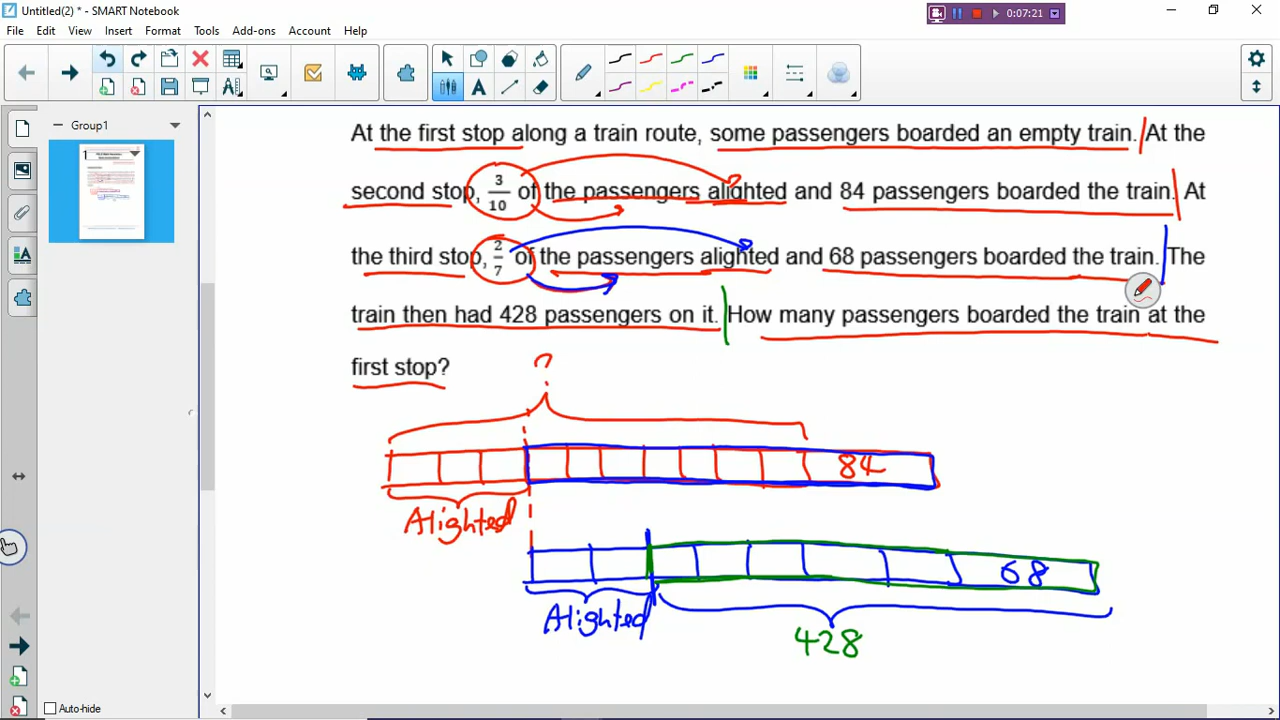 Untitled(2) * - SMART Notebook
00:07:21
File Edit View Insert Format Tools Add-ons Account Help
Group1
1
At the first stop along a train route, some passengers boarded an empty train. At the
second stop, 3/10 of the passengers alighted and 84 passengers boarded the train. At
the third stop, 2/7 of the passengers alighted and 68 passengers boarded the train. The
train then had 428 passengers on it. How many passengers boarded the train at the
first stop?
?
84
Alighted
68
Alighted
428
Auto-hide